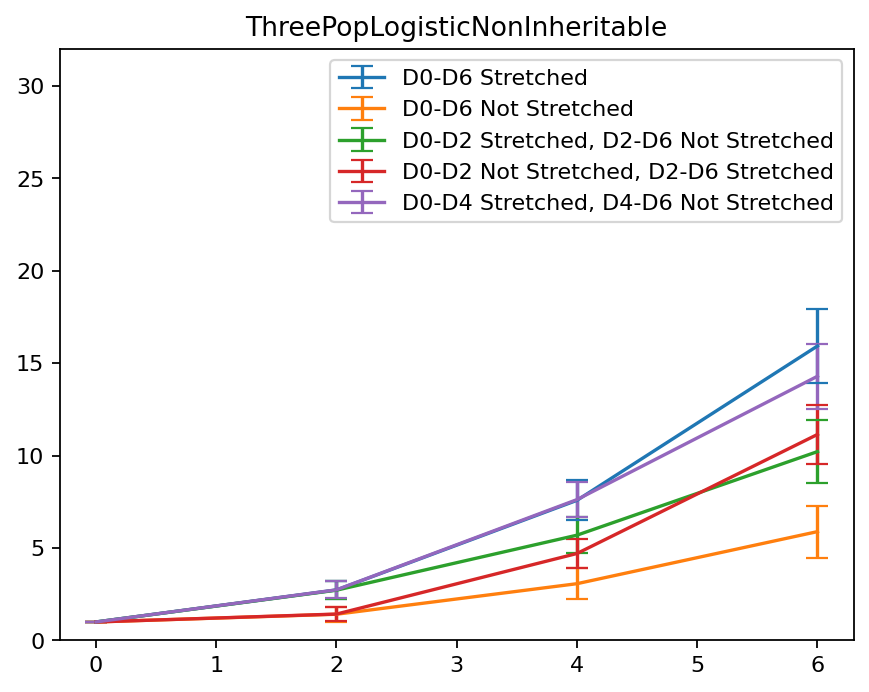 ThreePopLogisticNonInheritable
30
25
20
15
10
5
0
D0-D6 Stretched
D0-D6 Not Stretched
D0-D2 Stretched, D2-D6 Not Stretched
D0-D2 Not Stretched, D2-D6 Stretched
D0-D4 Stretched, D4-D6 Not Stretched
0 1 2 3 4 5 6